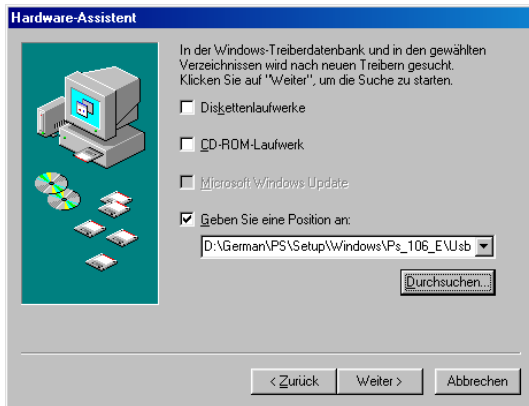 Hardware-Assistent
In der Windows-Treiberdatenbank und in den gewählten
Verzeichnissen wird nach neuen Treibern gesucht.
Klicken Sie auf "Weiter", um die Suche zu starten.
Diskettenlaufwerke
CD-ROM-Laufwerk
Microsoft Windows Update
Geben Sie eine Position an:
D:\German\PS\Setup\Windows\Ps_106_E\Usb
Durchsuchen...
< Zurück Weiter > Abbrechen